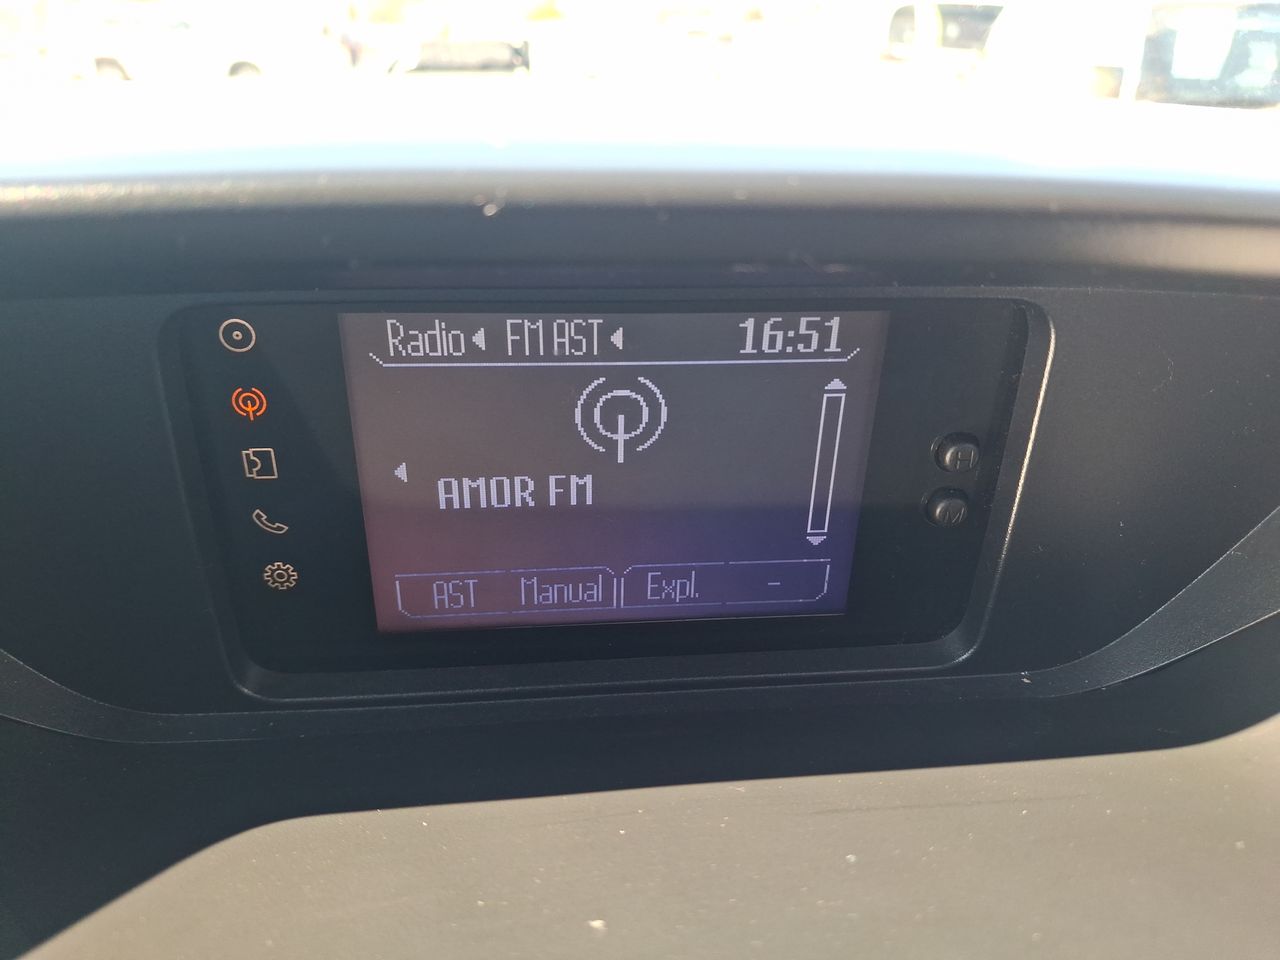 Radio FM AST 16:51
AMOR FM
AST Manual Expl. -
H
M